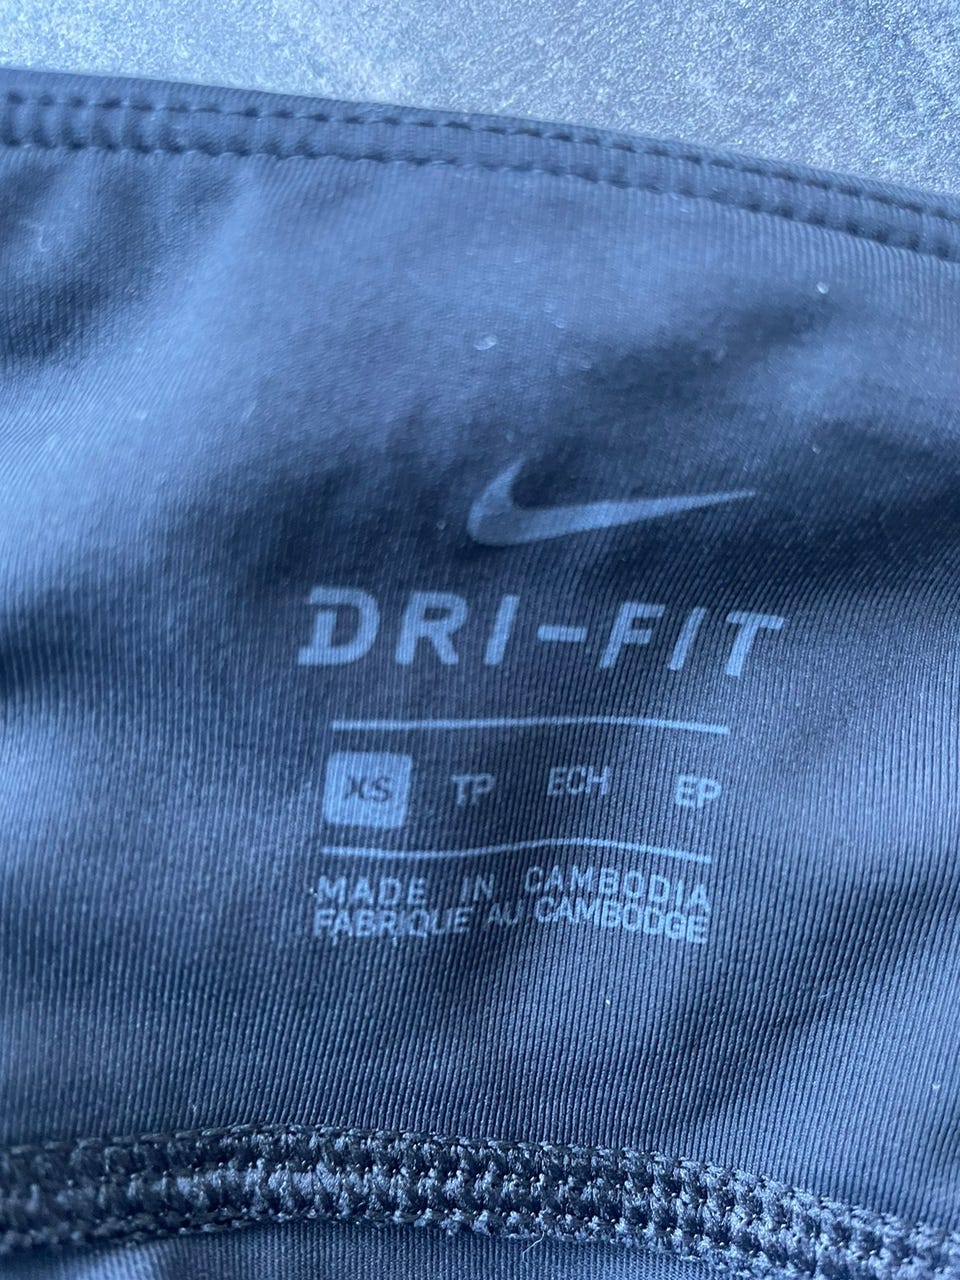 DRI-FIT
XS TP ECH EP
MADE IN CAMBODIA
FABRIQUE AU CAMBODGE